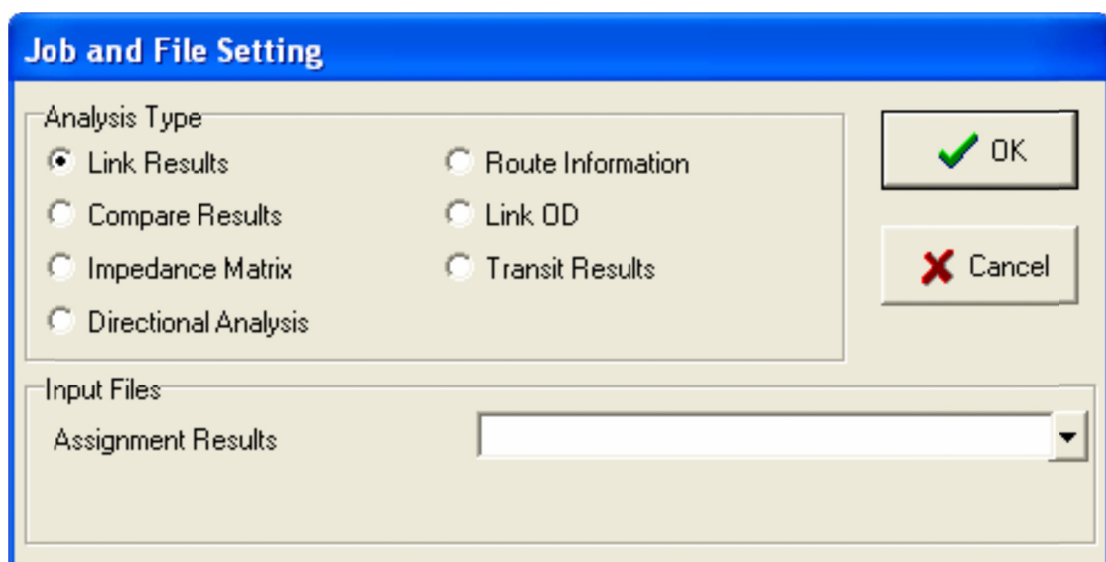 Job and File Setting
Analysis Type
Link Results
Route Information
Compare Results
Link OD
Impedance Matrix
Transit Results
Directional Analysis
OK
Cancel
Input Files
Assignment Results